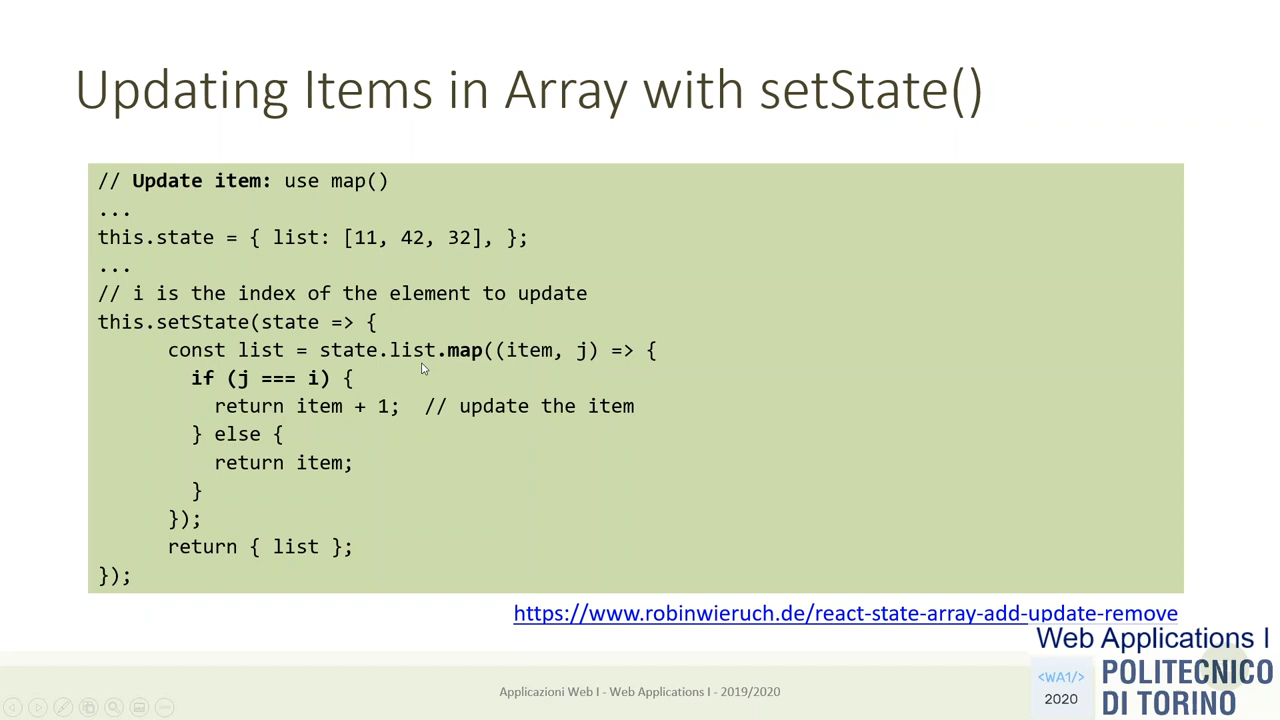 Updating Items in Array with setState()
// Update item: use map()
...
this.state = { list: [11, 42, 32], };
...
// i is the index of the element to update
this.setState(state => {
const list = state.list.map((item, j) => {
if (j === i) {
return item + 1;  // update the item
} else {
return item;
}
});
return { list };
});
https://www.robinwieruch.de/react-state-array-add-update-remove
Web Applications I
<WA1/>
2020
POLITECNICO
DI TORINO
Applicazioni Web I - Web Applications I - 2019/2020